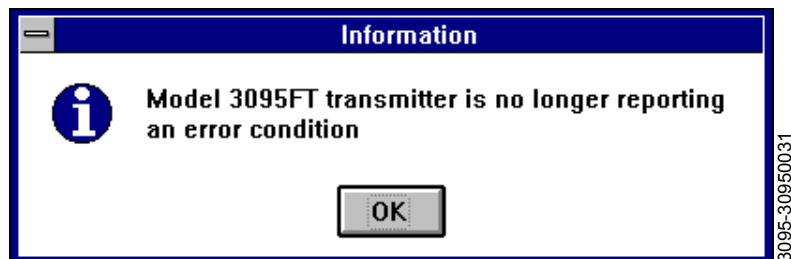 Information
Model 3095FT transmitter is no longer reporting
an error condition
OK
3095-30950031